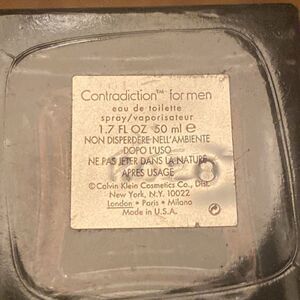 Contradiction™ for men
eau de toilette
spray/vaporisateur
1.7 FL OZ 50 ml ℮
NON DISPERDERE NELL'AMBIENTE
DOPO L'USO
NE PAS JETER DANS LA NATURE
APRÈS USAGE
© Calvin Klein Cosmetics Co., Dist.
New York, N.Y. 10022
London • Paris • Milano
Made in U.S.A.